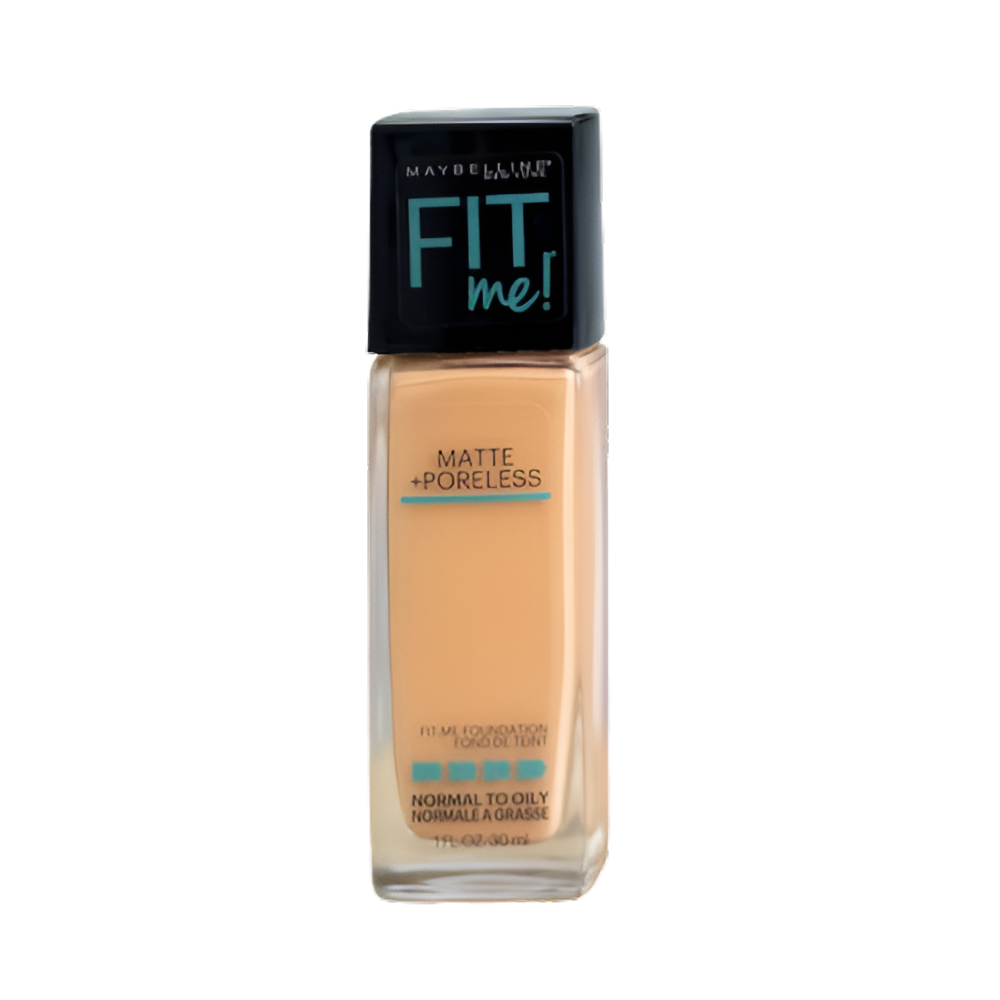 MAYBELLINE
FIT
me!
MATTE
+PORELESS
FIT ME FOUNDATION
FOND DE TEINT
NORMAL TO OILY
NORMALE A GRASSE
1 FL OZ/30 ml